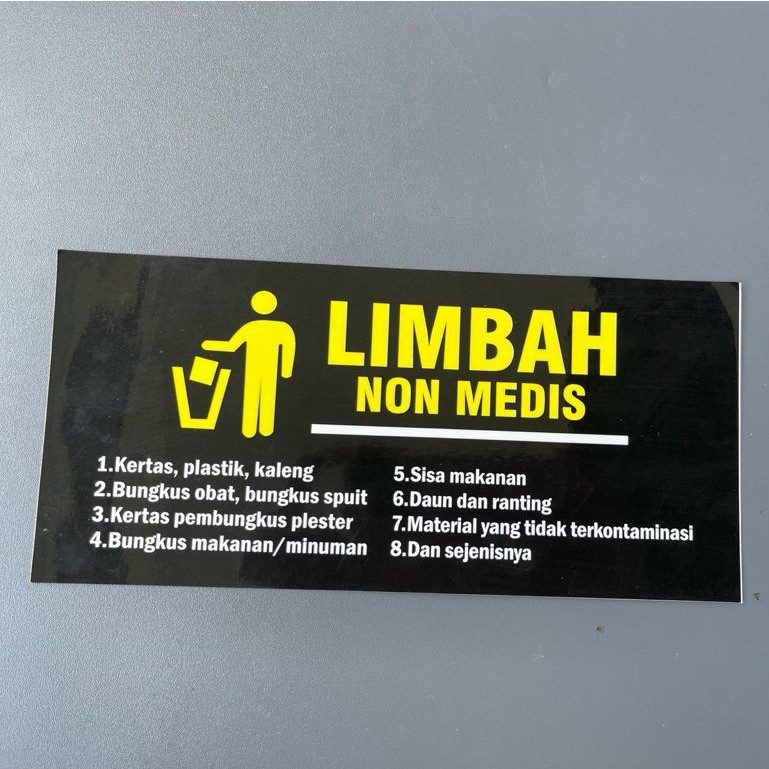 LIMBAH
NON MEDIS
1.Kertas, plastik, kaleng
2.Bungkus obat, bungkus spuit
3.Kertas pembungkus plester
4.Bungkus makanan/minuman
5.Sisa makanan
6.Daun dan ranting
7.Material yang tidak terkontaminasi
8.Dan sejenisnya